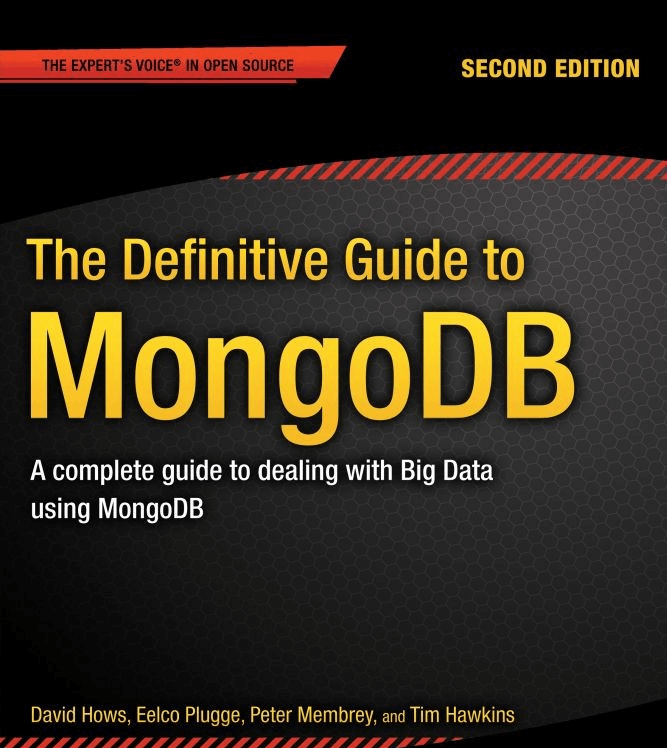 THE EXPERT'S VOICE® IN OPEN SOURCE
SECOND EDITION
The Definitive Guide to
MongoDB
A complete guide to dealing with Big Data
using MongoDB
David Hows, Eelco Plugge, Peter Membrey, and Tim Hawkins